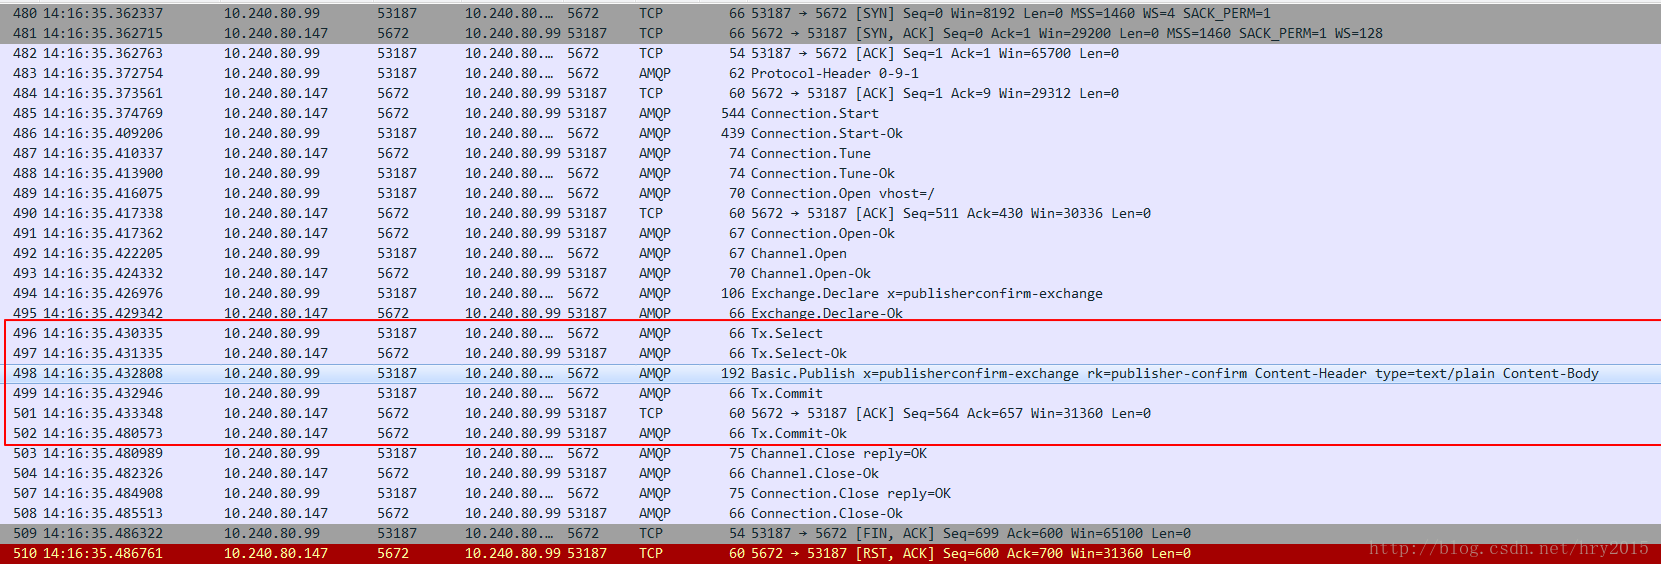 480 14:16:35.362337 10.240.80.99 53187 10.240.80.... 5672 TCP 66 53187 → 5672 [SYN] Seq=0 Win=8192 Len=0 MSS=1460 WS=4 SACK_PERM=1
481 14:16:35.362715 10.240.80.147 5672 10.240.80.99 53187 TCP 66 5672 → 53187 [SYN, ACK] Seq=0 Ack=1 Win=29200 Len=0 MSS=1460 SACK_PERM=1 WS=128
482 14:16:35.362763 10.240.80.99 53187 10.240.80.... 5672 TCP 54 53187 → 5672 [ACK] Seq=1 Ack=1 Win=65700 Len=0
483 14:16:35.372754 10.240.80.99 53187 10.240.80.... 5672 AMQP 62 Protocol-Header 0-9-1
484 14:16:35.373561 10.240.80.147 5672 10.240.80.99 53187 TCP 60 5672 → 53187 [ACK] Seq=1 Ack=9 Win=29312 Len=0
485 14:16:35.374769 10.240.80.147 5672 10.240.80.99 53187 AMQP 544 Connection.Start
486 14:16:35.409206 10.240.80.99 53187 10.240.80.... 5672 AMQP 439 Connection.Start-Ok
487 14:16:35.410337 10.240.80.147 5672 10.240.80.99 53187 AMQP 74 Connection.Tune
488 14:16:35.413900 10.240.80.99 53187 10.240.80.... 5672 AMQP 74 Connection.Tune-Ok
489 14:16:35.416075 10.240.80.99 53187 10.240.80.... 5672 AMQP 70 Connection.Open vhost=/
490 14:16:35.417338 10.240.80.147 5672 10.240.80.99 53187 TCP 60 5672 → 53187 [ACK] Seq=511 Ack=430 Win=30336 Len=0
491 14:16:35.417362 10.240.80.147 5672 10.240.80.99 53187 AMQP 67 Connection.Open-Ok
492 14:16:35.422205 10.240.80.99 53187 10.240.80.... 5672 AMQP 67 Channel.Open
493 14:16:35.424332 10.240.80.147 5672 10.240.80.99 53187 AMQP 70 Channel.Open-Ok
494 14:16:35.426976 10.240.80.99 53187 10.240.80.... 5672 AMQP 106 Exchange.Declare x=publisherconfirm-exchange
495 14:16:35.429342 10.240.80.147 5672 10.240.80.99 53187 AMQP 66 Exchange.Declare-Ok
496 14:16:35.430335 10.240.80.99 53187 10.240.80.... 5672 AMQP 66 Tx.Select
497 14:16:35.431335 10.240.80.147 5672 10.240.80.99 53187 AMQP 66 Tx.Select-Ok
498 14:16:35.432808 10.240.80.99 53187 10.240.80.... 5672 AMQP 192 Basic.Publish x=publisherconfirm-exchange rk=publisher-confirm Content-Header type=text/plain Content-Body
499 14:16:35.432946 10.240.80.99 53187 10.240.80.... 5672 AMQP 66 Tx.Commit
501 14:16:35.433348 10.240.80.147 5672 10.240.80.99 53187 TCP 60 5672 → 53187 [ACK] Seq=564 Ack=657 Win=31360 Len=0
502 14:16:35.480573 10.240.80.147 5672 10.240.80.99 53187 AMQP 66 Tx.Commit-Ok
503 14:16:35.480989 10.240.80.99 53187 10.240.80.... 5672 AMQP 75 Channel.Close reply=OK
504 14:16:35.482326 10.240.80.147 5672 10.240.80.99 53187 AMQP 66 Channel.Close-Ok
507 14:16:35.484908 10.240.80.99 53187 10.240.80.... 5672 AMQP 75 Connection.Close reply=OK
508 14:16:35.485513 10.240.80.147 5672 10.240.80.99 53187 AMQP 66 Connection.Close-Ok
509 14:16:35.486322 10.240.80.99 53187 10.240.80.... 5672 TCP 54 53187 → 5672 [FIN, ACK] Seq=699 Ack=600 Win=65100 Len=0
510 14:16:35.486761 10.240.80.147 5672 10.240.80.99 53187 TCP 60 5672 → 53187 [RST, ACK] Seq=600 Ack=700 Win=31360 Len=0
http://blog.csdn.net/hry2015